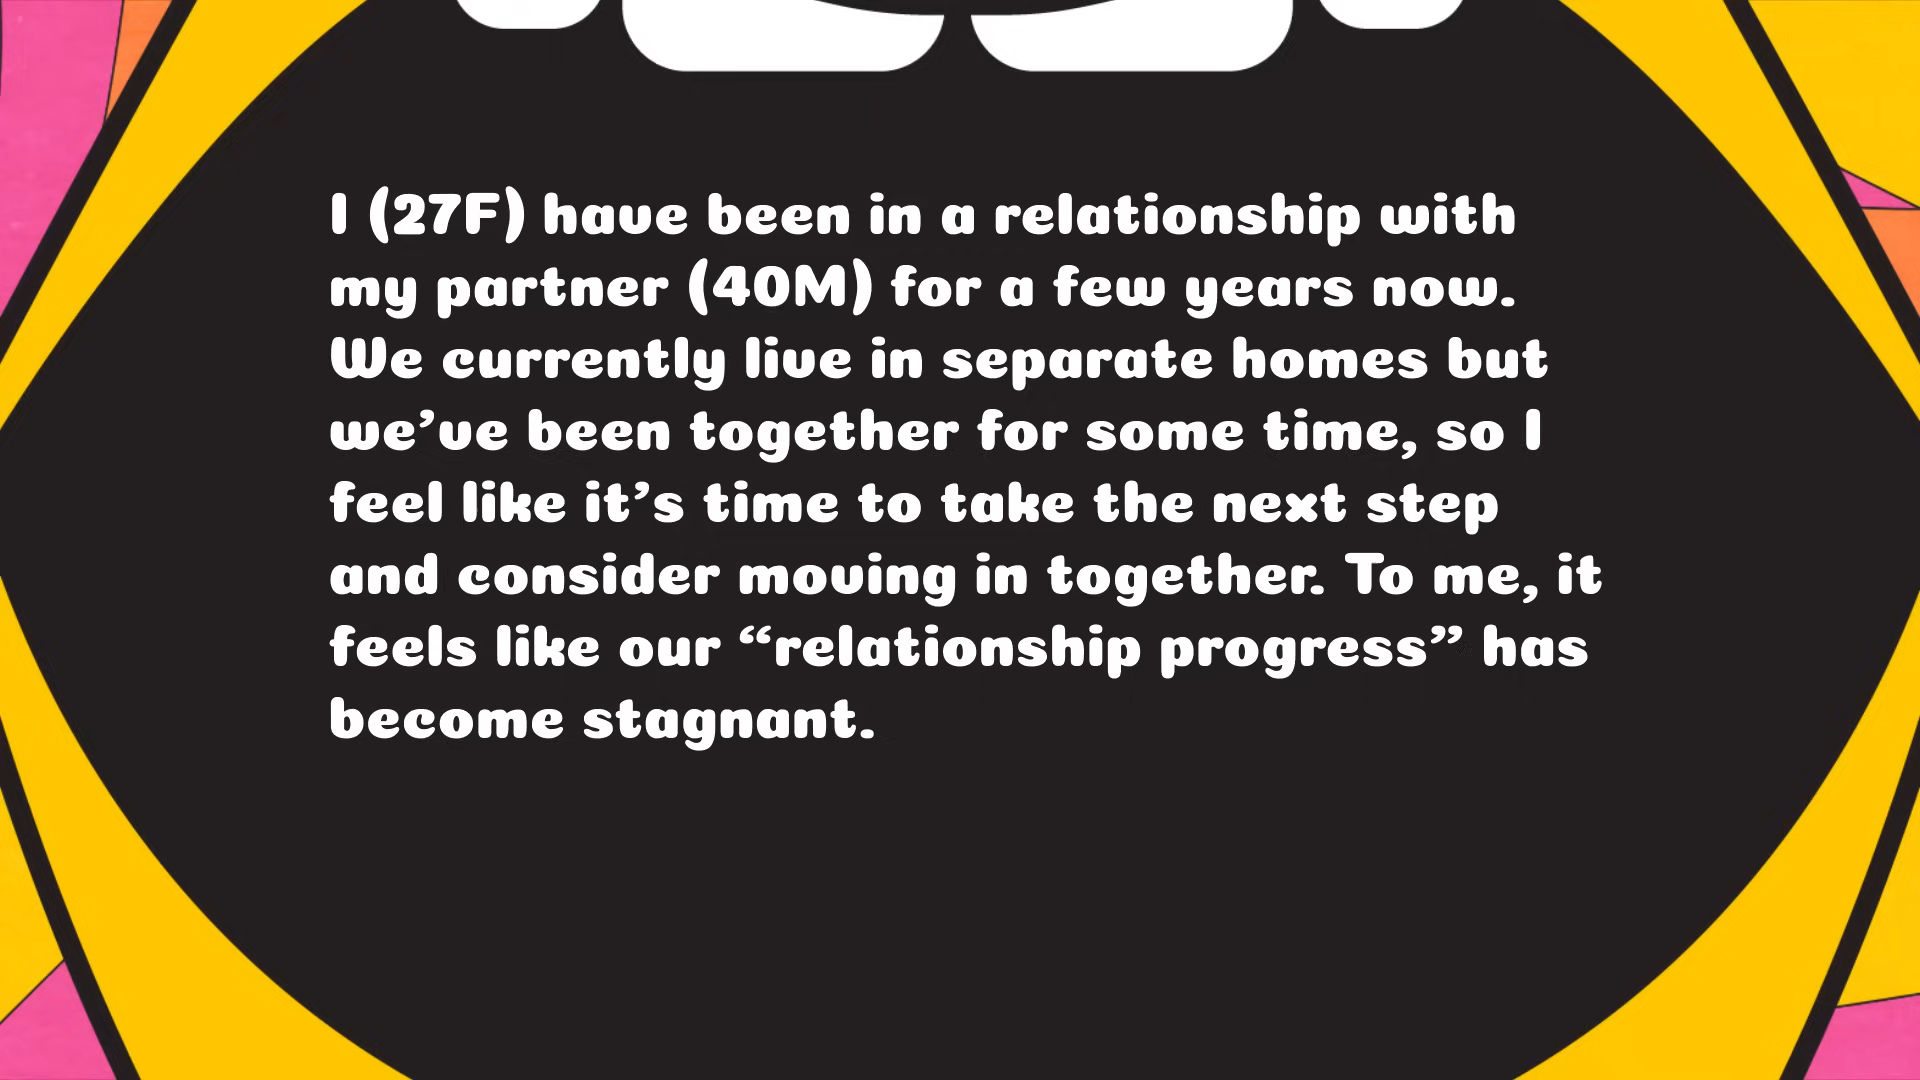 I (27F) have been in a relationship with
my partner (40M) for a few years now.
We currently live in separate homes but
we’ve been together for some time, so I
feel like it’s time to take the next step
and consider moving in together. To me, it
feels like our “relationship progress” has
become stagnant.